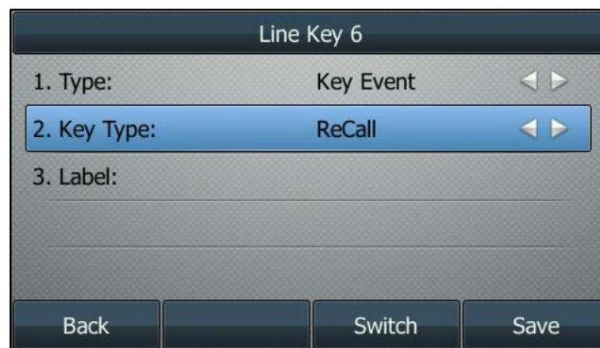 Line Key 6
1. Type: Key Event
2. Key Type: ReCall
3. Label:
Back Switch Save